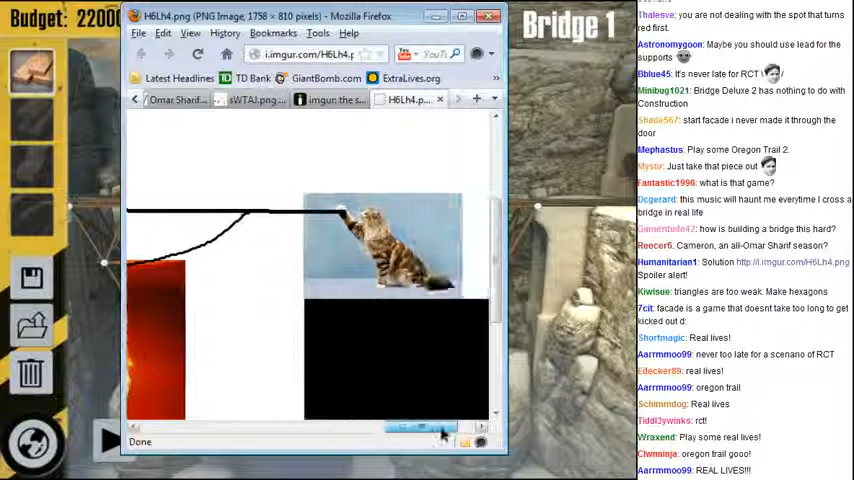 Budget: 22000
Bridge 1
H6Lh4.png (PNG Image, 1758 × 810 pixels) - Mozilla Firefox
File Edit View History Bookmarks Tools Help
i.imgur.com/H6Lh4.p
YouTu
Latest Headlines TD Bank GiantBomb.com ExtraLives.org
Omar Sharif... sWTAJ.png ... imgur: the s... H6Lh4.p...
Done
Thalesve: you are not dealing with the spot that turns
red first.
Astronomygoon: Maybe you should use lead for the
supports
Bblue45: It's never late for RCT \ /
Minibug1021: Bridge Deluxe 2 has nothing to do with
Construction
Shade567: start facade i never made it through the
door
Mephastus: Play some Oregon Trail 2.
Mystir: Just take that piece out
Fantastic1996: what is that game?
Dcgerard: this music will haunt me everytime I cross a
bridge in real life
Gamerdude42: how is building a bridge this hard?
Reecer6: Cameron, an all-Omar Sharif season?
Humanitarian1: Solution http://i.imgur.com/H6Lh4.png
Spoiler alert!
Kiwisue: triangles are too weak. Make hexagons
7cit: facade is a game that doesnt take too long to get
kicked out d:
Shortmagic: Real lives!
Aarrmmoo99: never too late for a scenano of RCT
Edecker89: real lives!
Aarrmmoo99: oregon trail
Schimmdog: Real lives
Tiddl3ywinks: rct!
Wraxend: Play some real lives!
Clwnninja: oregon trail gooo!
Aarrmmoo99: REAL LIVES!!!